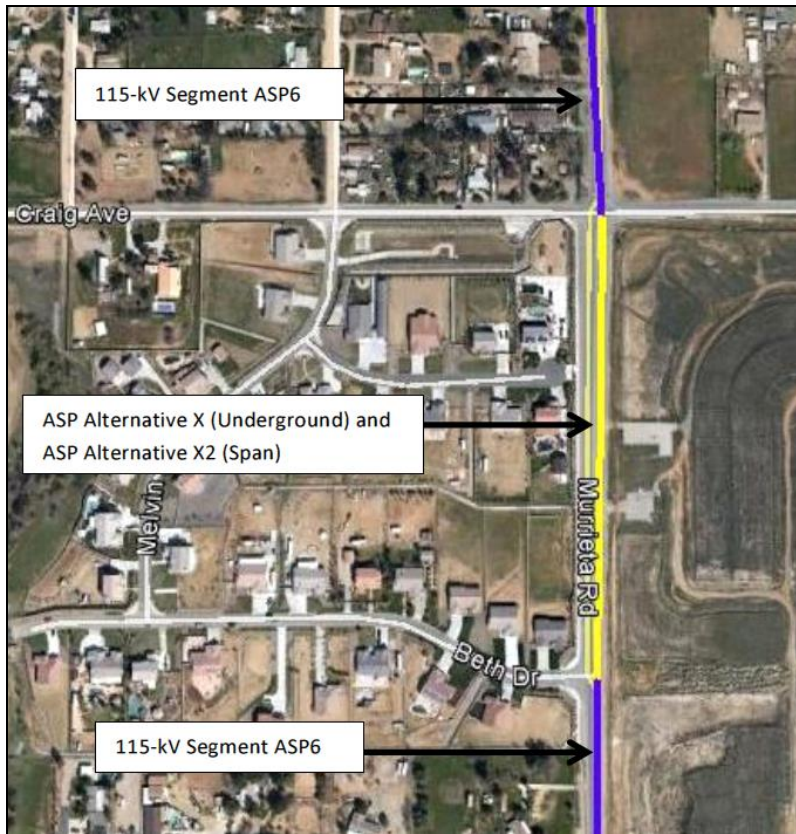 115-kV Segment ASP6
Craig Ave
ASP Alternative X (Underground) and
ASP Alternative X2 (Span)
Melvin
Murrieta Rd
Beth Dr
115-kV Segment ASP6